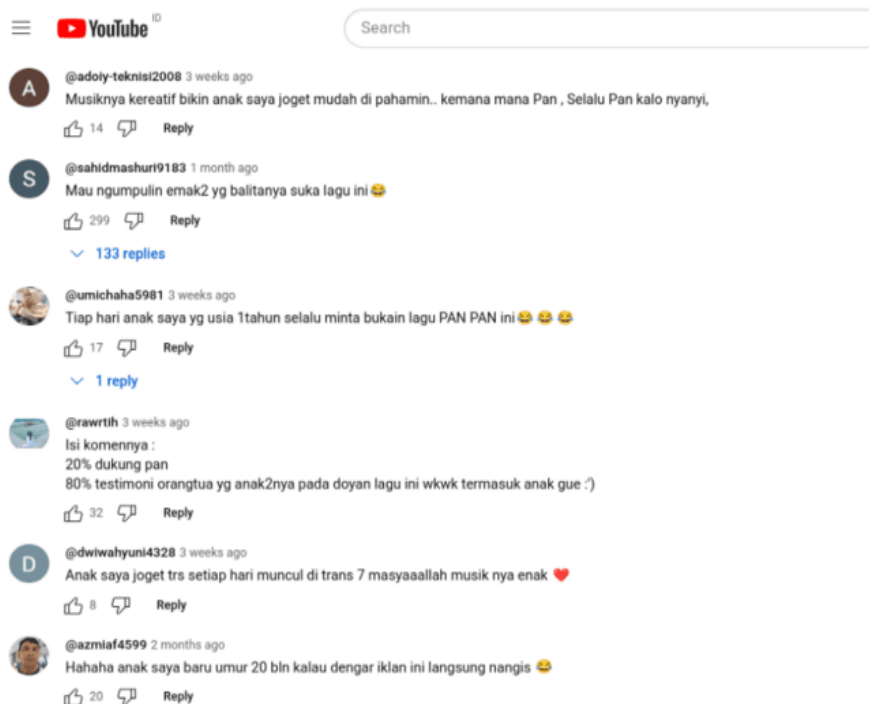 YouTube ID
Search
@adoiy-teknisi2008 3 weeks ago
Musiknya kereatif bikin anak saya joget mudah di pahamin.. kemana mana Pan , Selalu Pan kalo nyanyi,
14 Reply
@sahidmashuri9183 1 month ago
Mau ngumpulin emak2 yg balitanya suka lagu ini😂
299 Reply
133 replies
@umichaha5981 3 weeks ago
Tiap hari anak saya yg usia 1tahun selalu minta bukain lagu PAN PAN ini😂 😂 😂
17 Reply
1 reply
@rawrtih 3 weeks ago
Isi komennya :
20% dukung pan
80% testimoni orangtua yg anak2nya pada doyan lagu ini wkwk termasuk anak gue :')
32 Reply
@dwiwahyuni4328 3 weeks ago
Anak saya joget trs setiap hari muncul di trans 7 masyaaallah musik nya enak ❤️
8 Reply
@azmiaf4599 2 months ago
Hahaha anak saya baru umur 20 bln kalau dengar iklan ini langsung nangis 😂
20 Reply
A
S
D